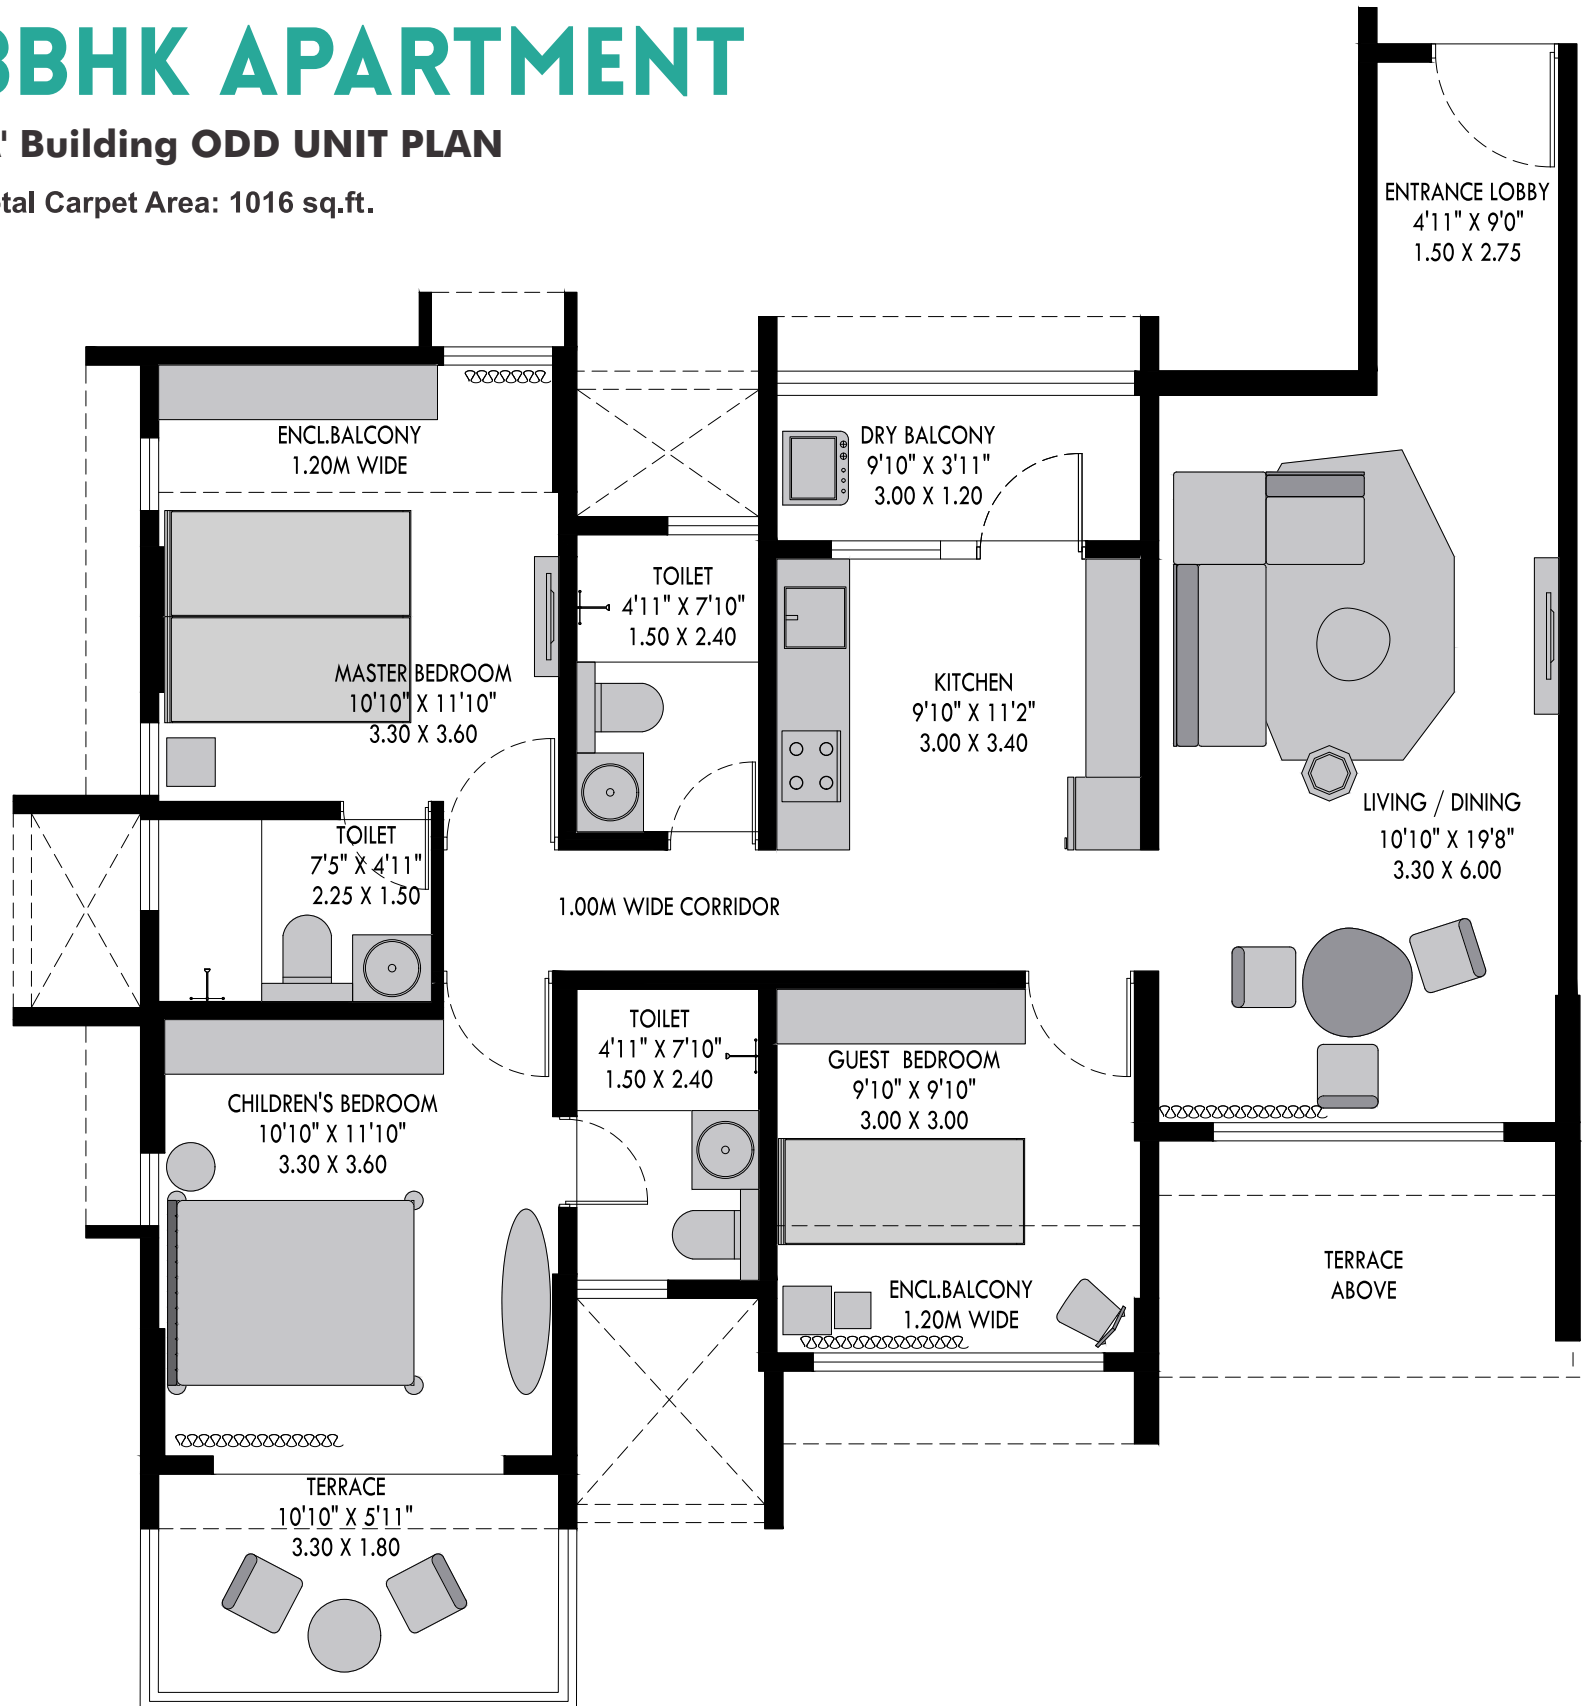 3BHK APARTMENT
' Building ODD UNIT PLAN
tal Carpet Area: 1016 sq.ft.
ENTRANCE LOBBY
4'11" X 9'0"
1.50 X 2.75
ENCL.BALCONY
1.20M WIDE
DRY BALCONY
9'10" X 3'11"
3.00 X 1.20
TOILET
4'11" X 7'10"
1.50 X 2.40
MASTER BEDROOM
10'10" X 11'10"
3.30 X 3.60
KITCHEN
9'10" X 11'2"
3.00 X 3.40
LIVING / DINING
10'10" X 19'8"
3.30 X 6.00
TOILET
7'5" X 4'11"
2.25 X 1.50
1.00M WIDE CORRIDOR
TOILET
4'11" X 7'10"
1.50 X 2.40
GUEST BEDROOM
9'10" X 9'10"
3.00 X 3.00
CHILDREN'S BEDROOM
10'10" X 11'10"
3.30 X 3.60
ENCL.BALCONY
1.20M WIDE
TERRACE
ABOVE
TERRACE
10'10" X 5'11"
3.30 X 1.80